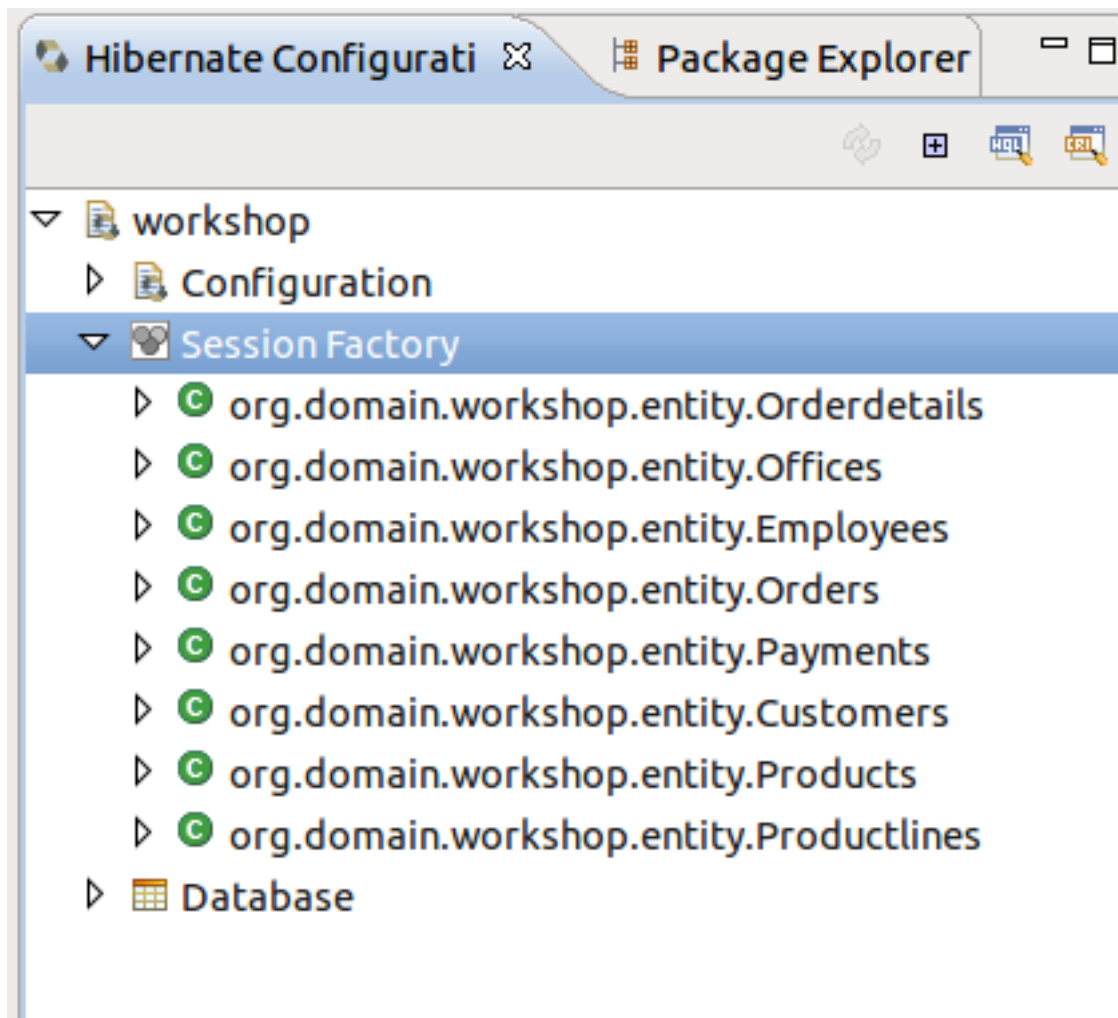 Hibernate Configurati Package Explorer
HQL CRI
workshop
Configuration
Session Factory
C org.domain.workshop.entity.Orderdetails
C org.domain.workshop.entity.Offices
C org.domain.workshop.entity.Employees
C org.domain.workshop.entity.Orders
C org.domain.workshop.entity.Payments
C org.domain.workshop.entity.Customers
C org.domain.workshop.entity.Products
C org.domain.workshop.entity.Productlines
Database